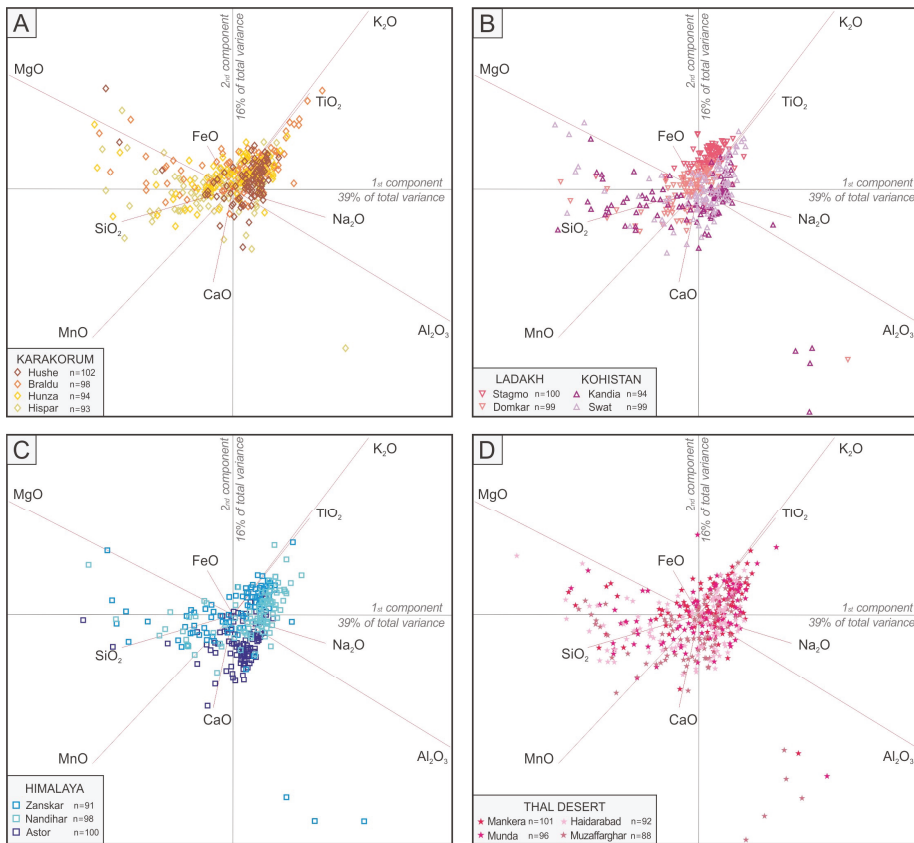 A
K₂O
MgO
2nd component
16% of total variance
TiO₂
FeO
1st component
39% of total variance
SiO₂
Na₂O
CaO
MnO
Al₂O₃
KARAKORUM
Hushe n=102
Braldu n=98
Hunza n=94
Hispar n=93
B
K₂O
MgO
2nd component
16% of total variance
TiO₂
FeO
1st component
39% of total variance
SiO₂
Na₂O
CaO
MnO
Al₂O₃
LADAKH KOHISTAN
Stagmo n=100 Kandia n=94
Domkar n=99 Swat n=99
C
K₂O
MgO
2nd component
16% of total variance
TiO₂
FeO
1st component
39% of total variance
SiO₂
Na₂O
CaO
MnO
Al₂O₃
HIMALAYA
Zanskar n=91
Nandihar n=98
Astor n=100
D
K₂O
MgO
2nd component
16% of total variance
TiO₂
FeO
1st component
39% of total variance
SiO₂
Na₂O
CaO
MnO
Al₂O₃
THAL DESERT
Mankera n=101 Haidarabad n=92
Munda n=96 Muzaffarghar n=88